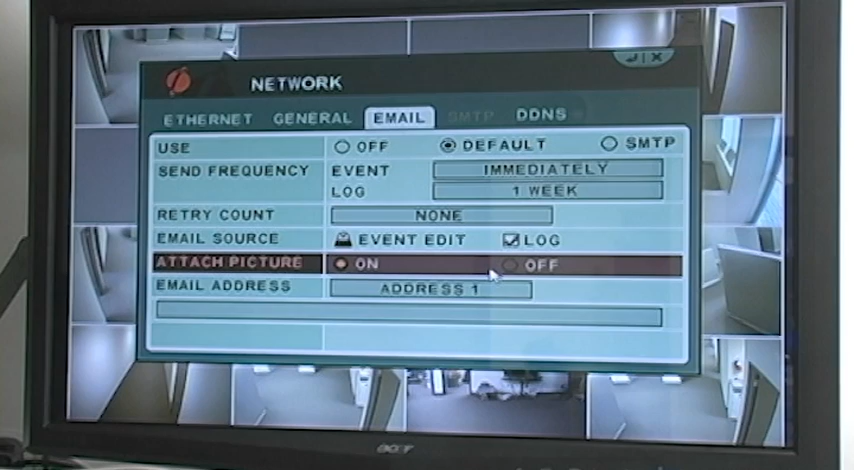 NETWORK
ETHERNET GENERAL EMAIL SMTP DDNS
USE OFF DEFAULT SMTP
SEND FREQUENCY EVENT IMMEDIATELY
LOG 1 WEEK
RETRY COUNT NONE
EMAIL SOURCE EVENT EDIT LOG
ATTACH PICTURE ON OFF
EMAIL ADDRESS ADDRESS 1
acer